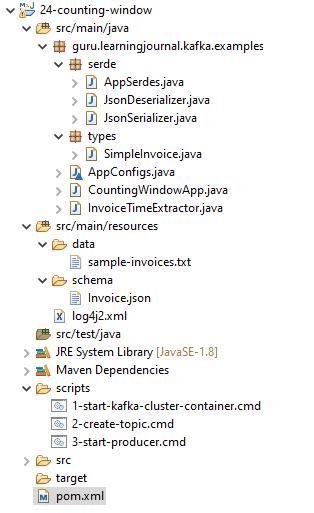 24-counting-window
src/main/java
guru.learningjournal.kafka.examples
serde
AppSerdes.java
JsonDeserializer.java
JsonSerializer.java
types
SimpleInvoice.java
AppConfigs.java
CountingWindowApp.java
InvoiceTimeExtractor.java
src/main/resources
data
sample-invoices.txt
schema
Invoice.json
log4j2.xml
src/test/java
JRE System Library [JavaSE-1.8]
Maven Dependencies
scripts
1-start-kafka-cluster-container.cmd
2-create-topic.cmd
3-start-producer.cmd
src
target
pom.xml